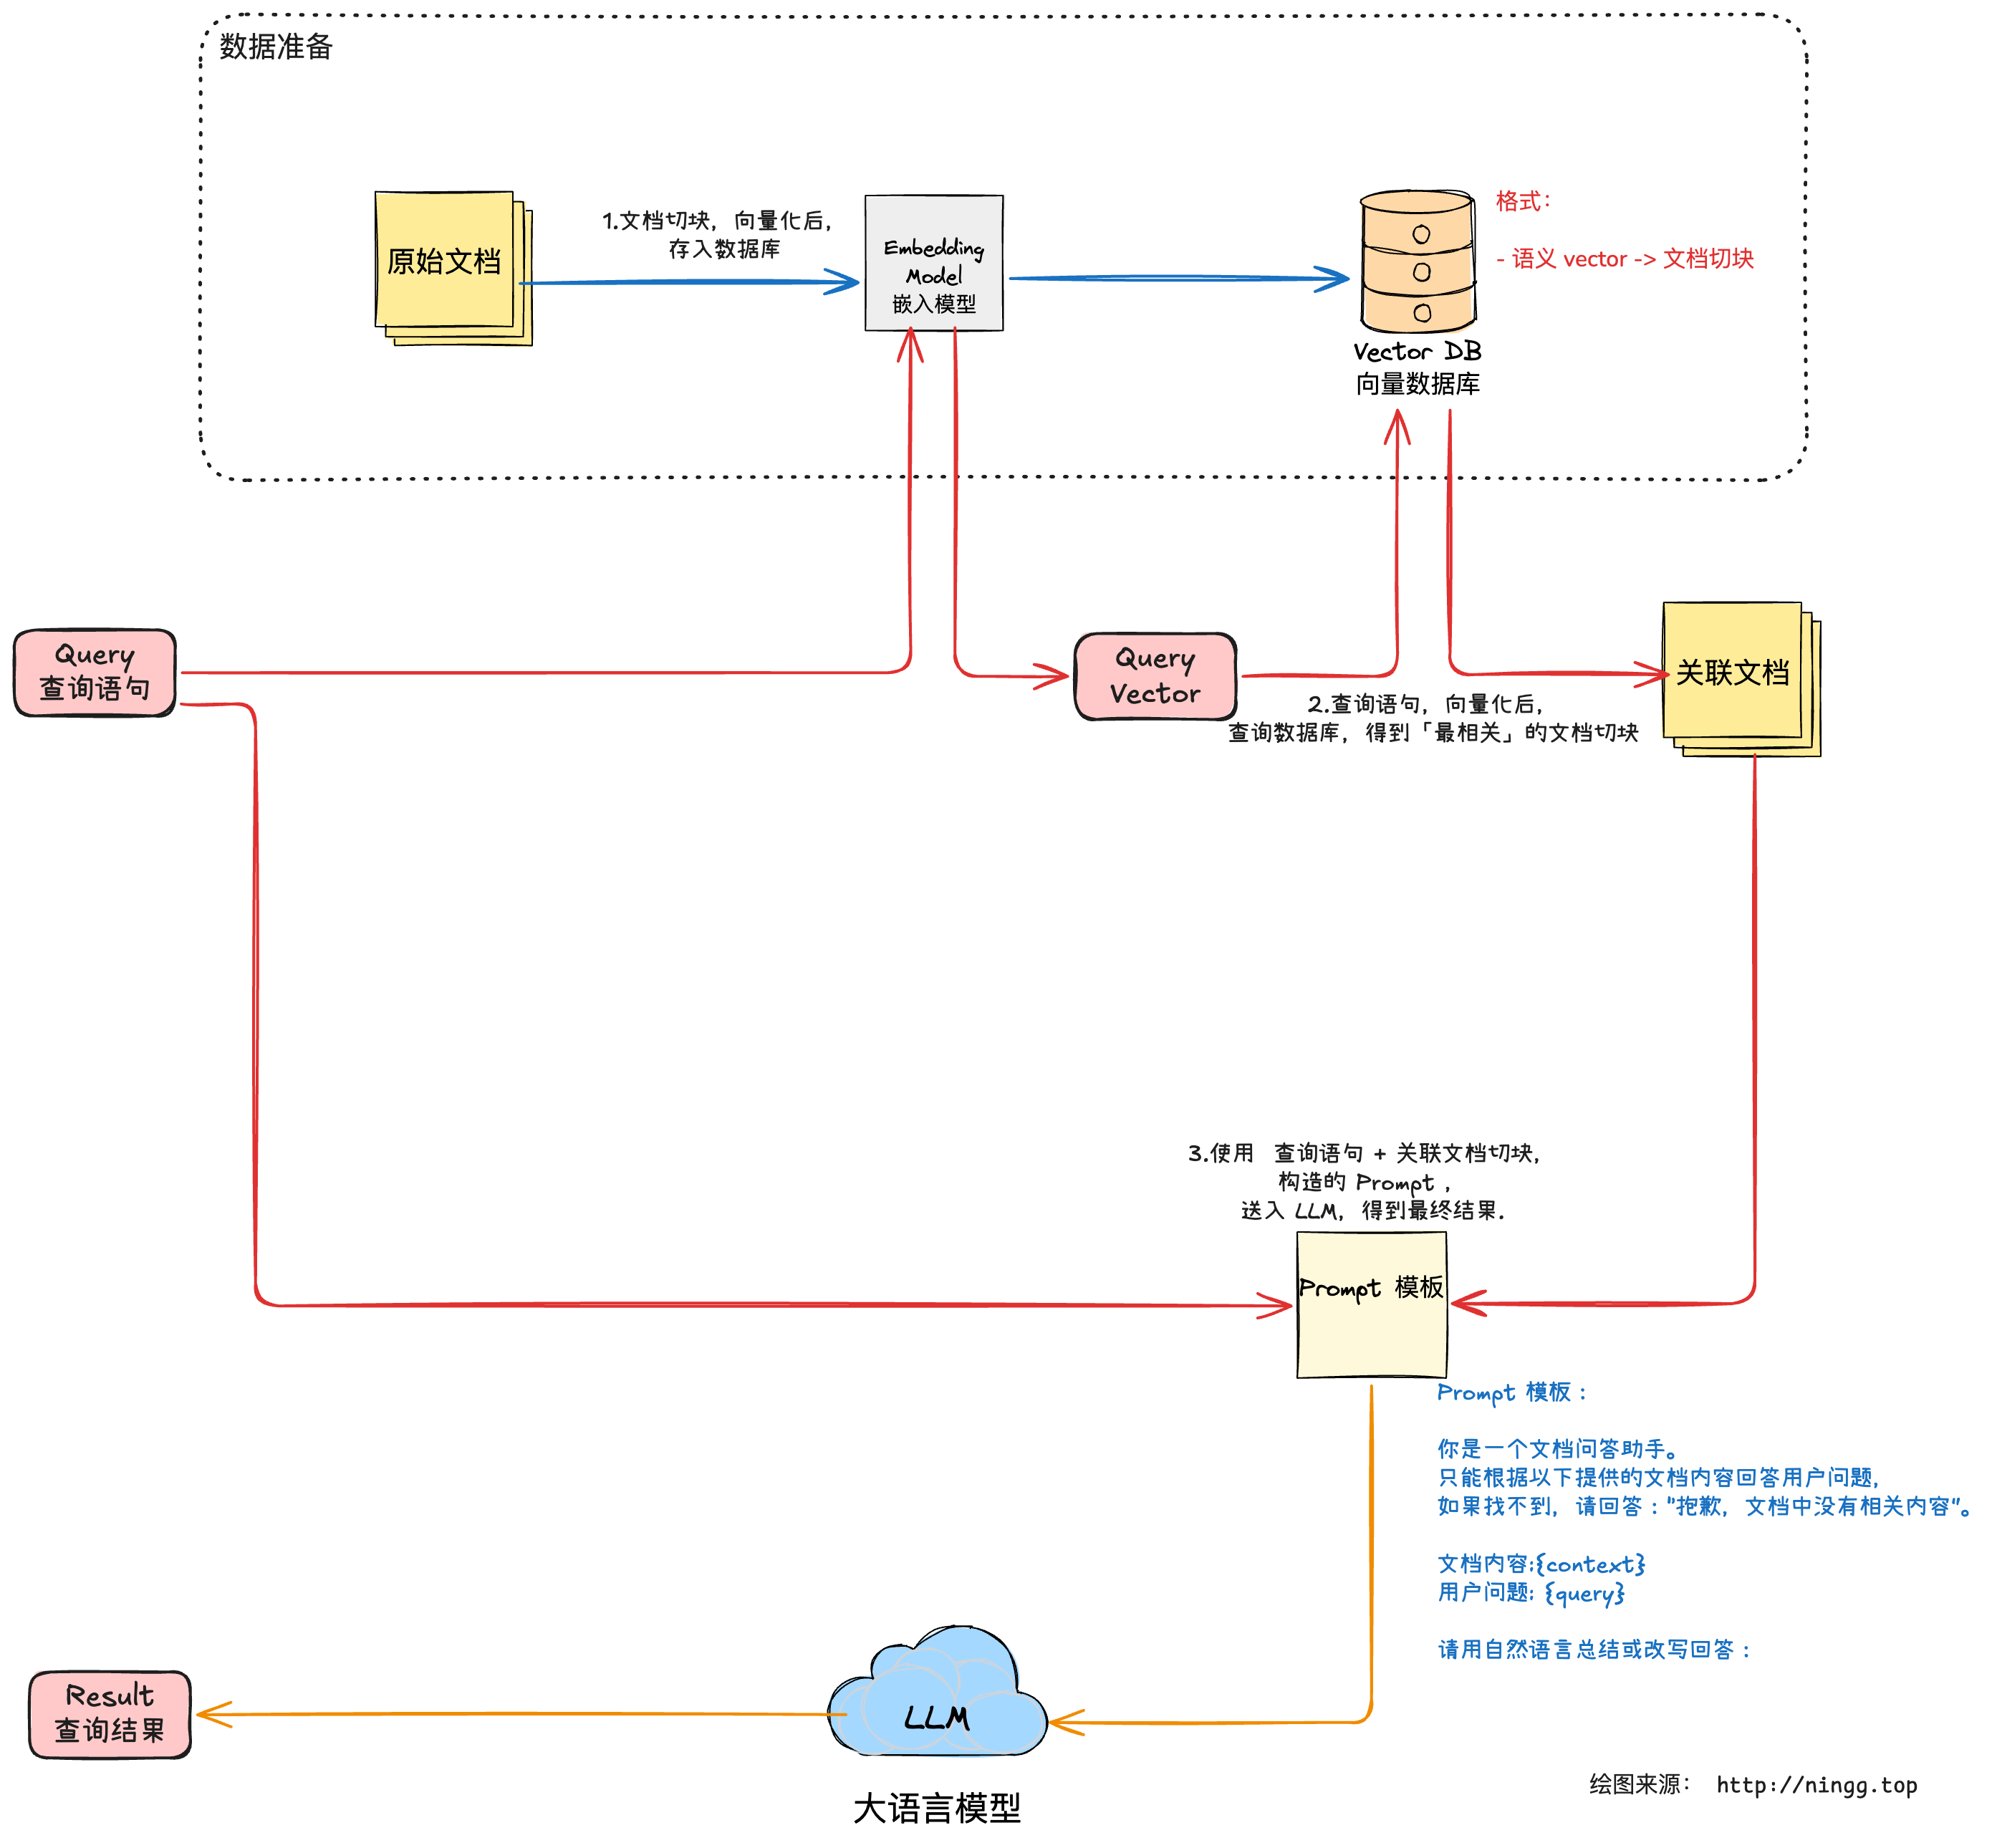 数据准备
原始文档
1.文档切块，向量化后，
存入数据库
Embedding
Model
嵌入模型
格式：
- 语义 vector -> 文档切块
Vector DB
向量数据库
Query
查询语句
Query
Vector
2.查询语句，向量化后，
查询数据库，得到「最相关」的文档切块
关联文档
3.使用 查询语句 + 关联文档切块，
构造的 Prompt ，
送入 LLM，得到最终结果.
Prompt 模板
Prompt 模板：
你是一个文档问答助手。
只能根据以下提供的文档内容回答用户问题，
如果找不到，请回答："抱歉，文档中没有相关内容"。
文档内容:{context}
用户问题: {query}
请用自然语言总结或改写回答：
Result
查询结果
LLM
大语言模型
绘图来源： http://ningg.top